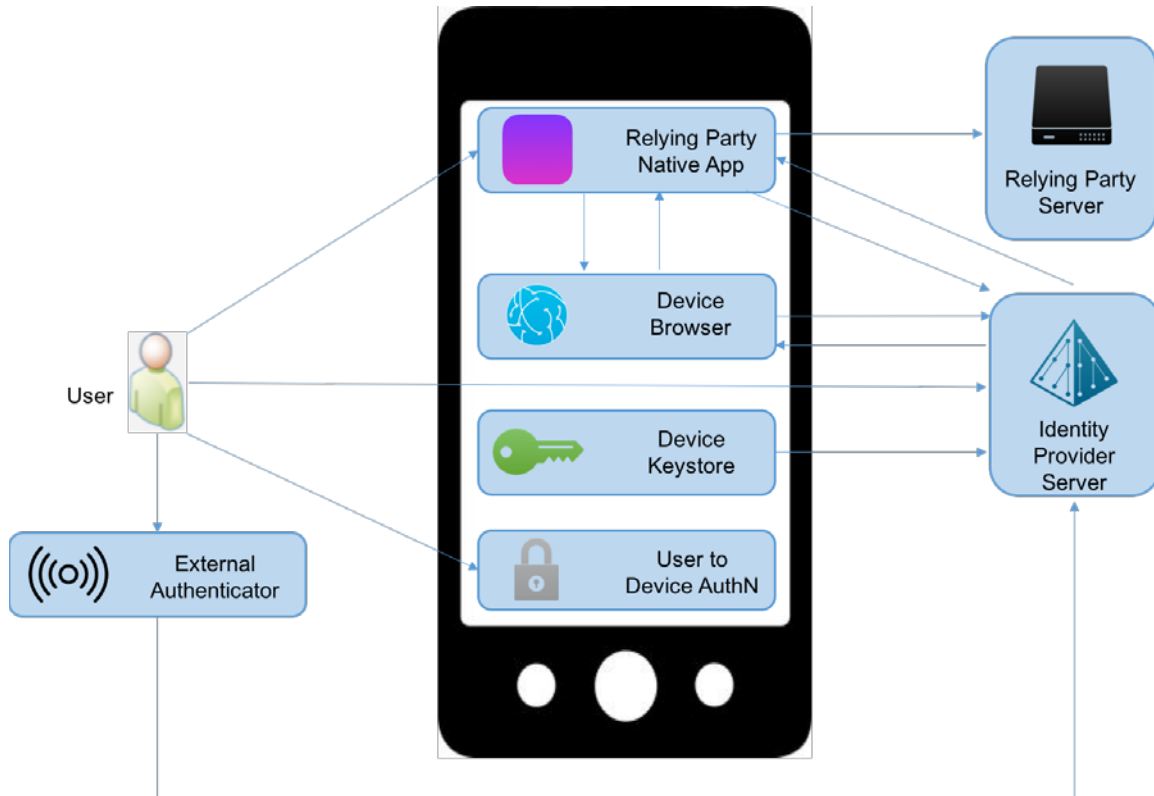 Relying Party
Native App
Relying Party
Server
Device
Browser
User
Device
Keystore
Identity
Provider
Server
External
Authenticator
User to
Device AuthN